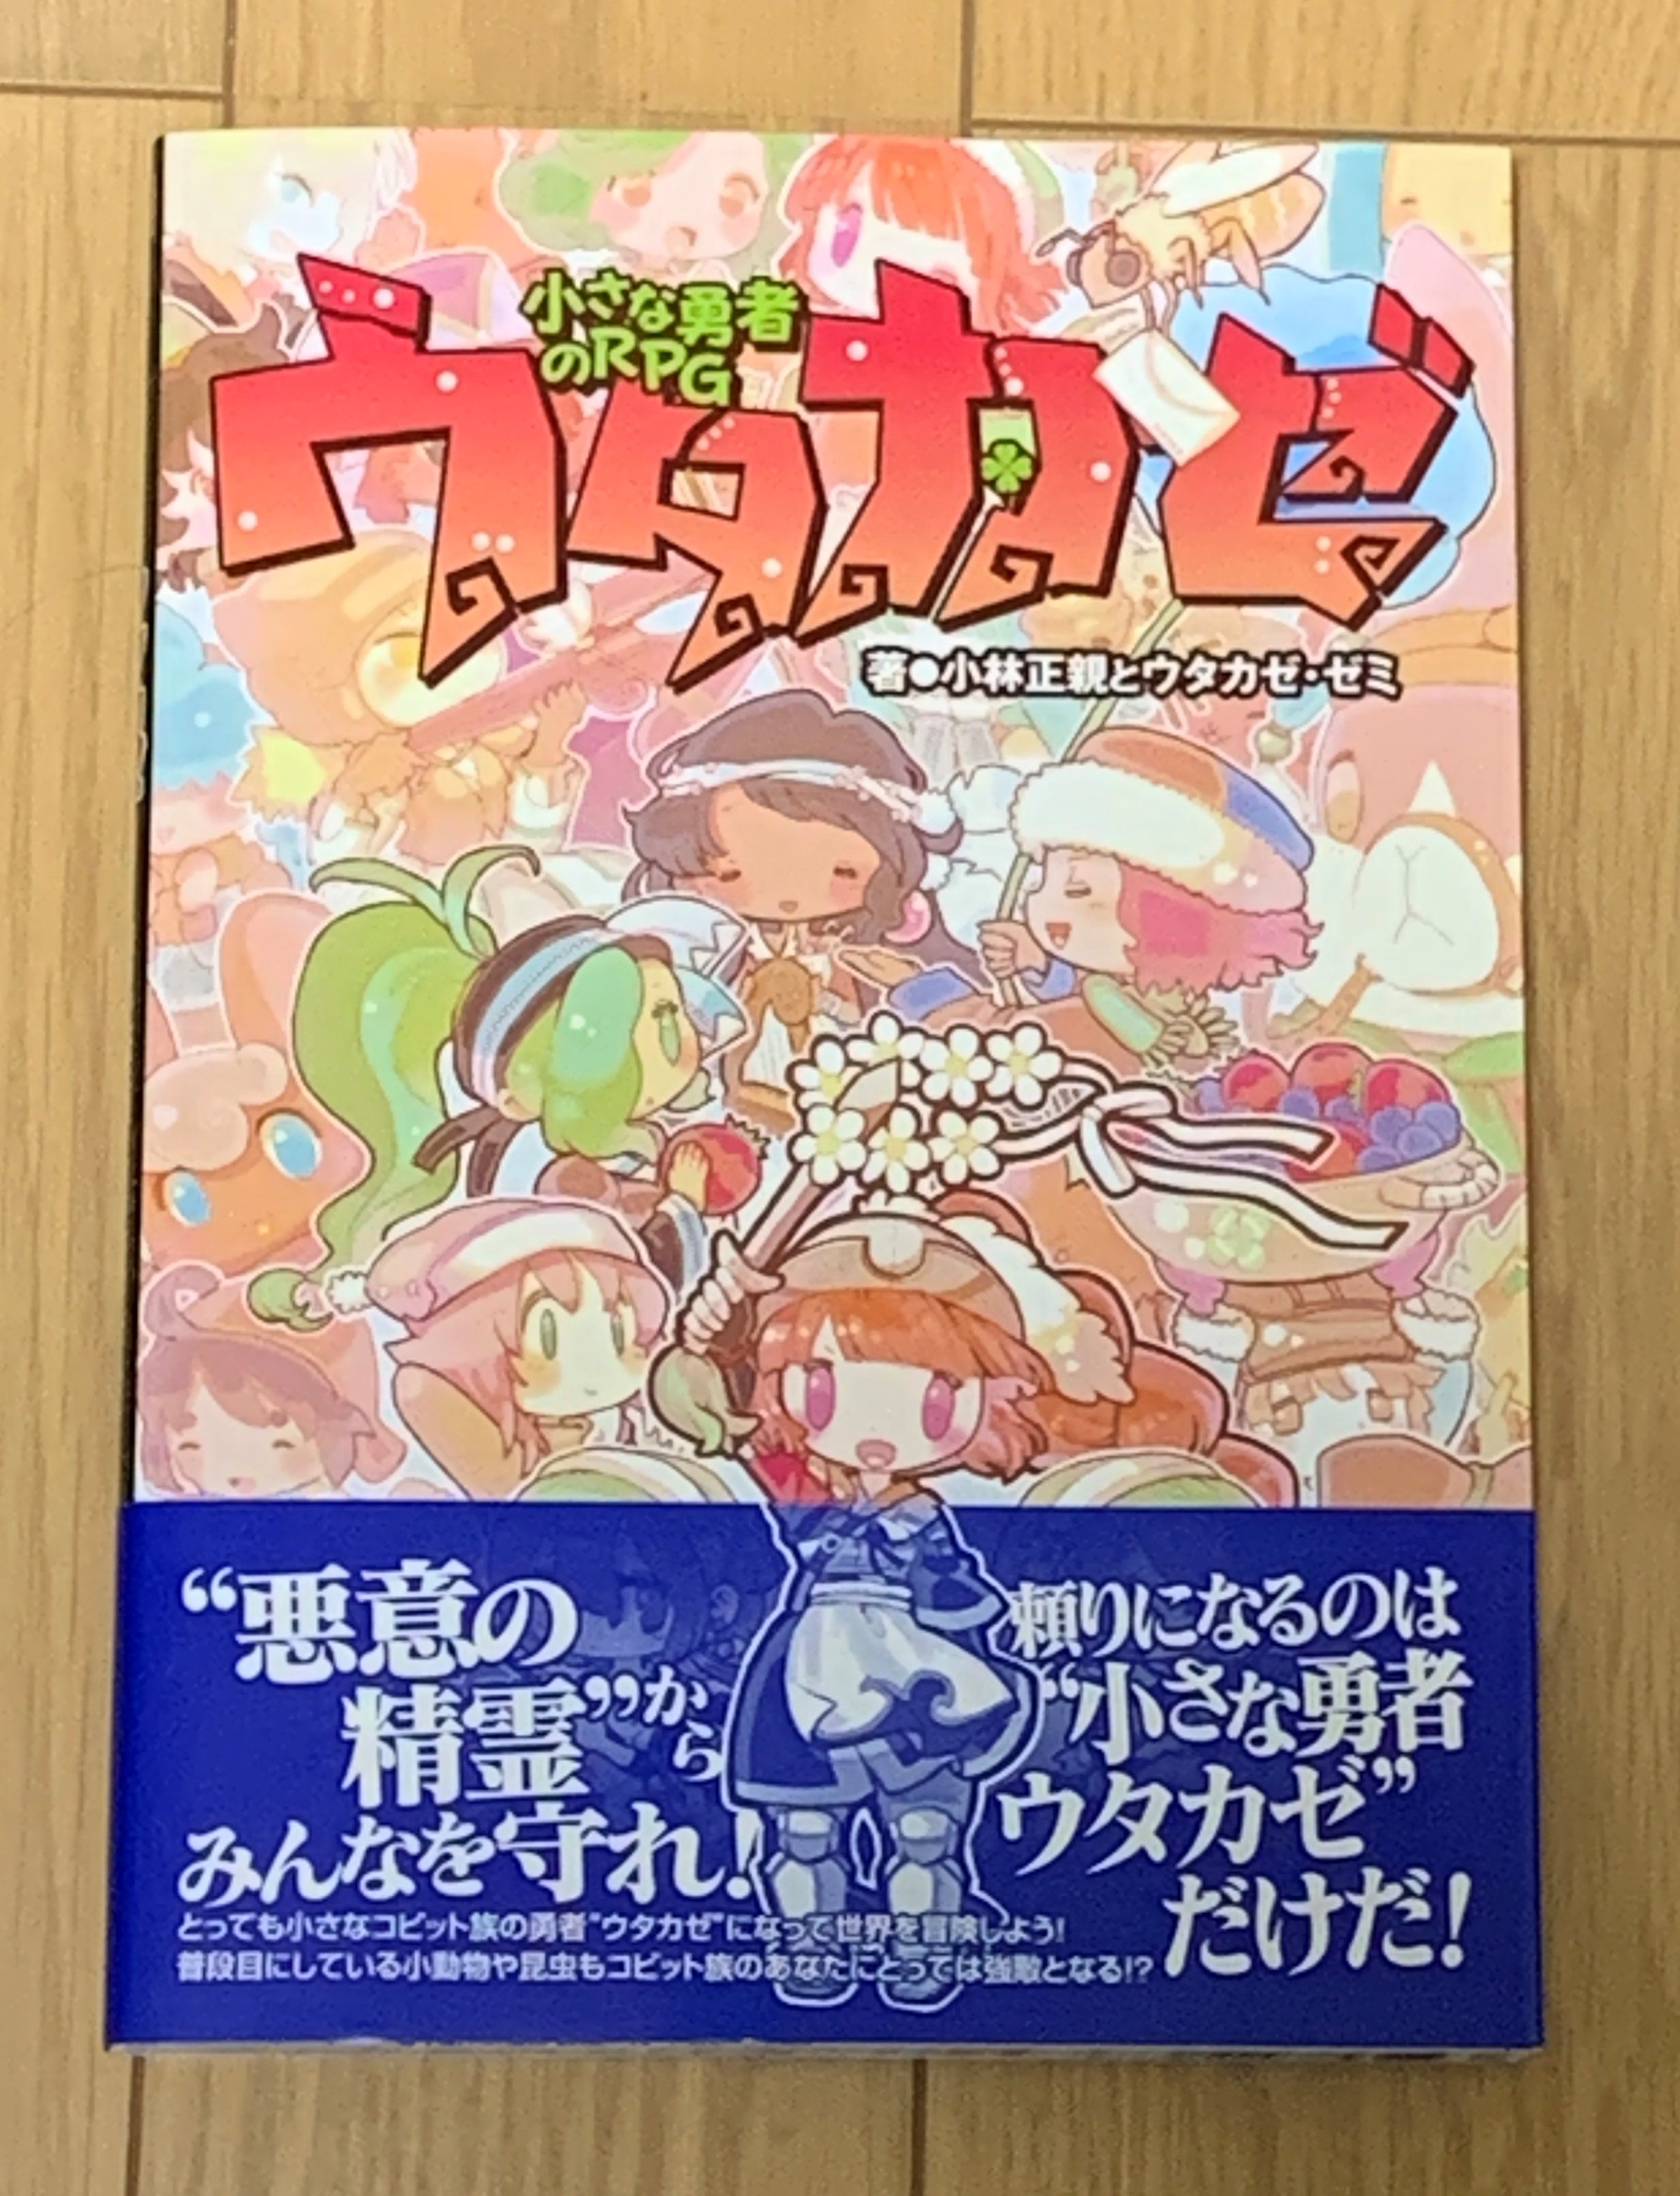 小さな勇者
のRPG
ウタカゼ
著●小林正親とウタカゼ・ゼミ
“悪意の
精霊”から
みんなを守れ!
頼りになるのは
“小さな勇者
ウタカゼ”
だけだ!
とっても小さなコビット族の勇者“ウタカゼ”になって世界を冒険しよう!
普段目にしている小動物や昆虫もコビット族のあなたにとっては強敵となる!?